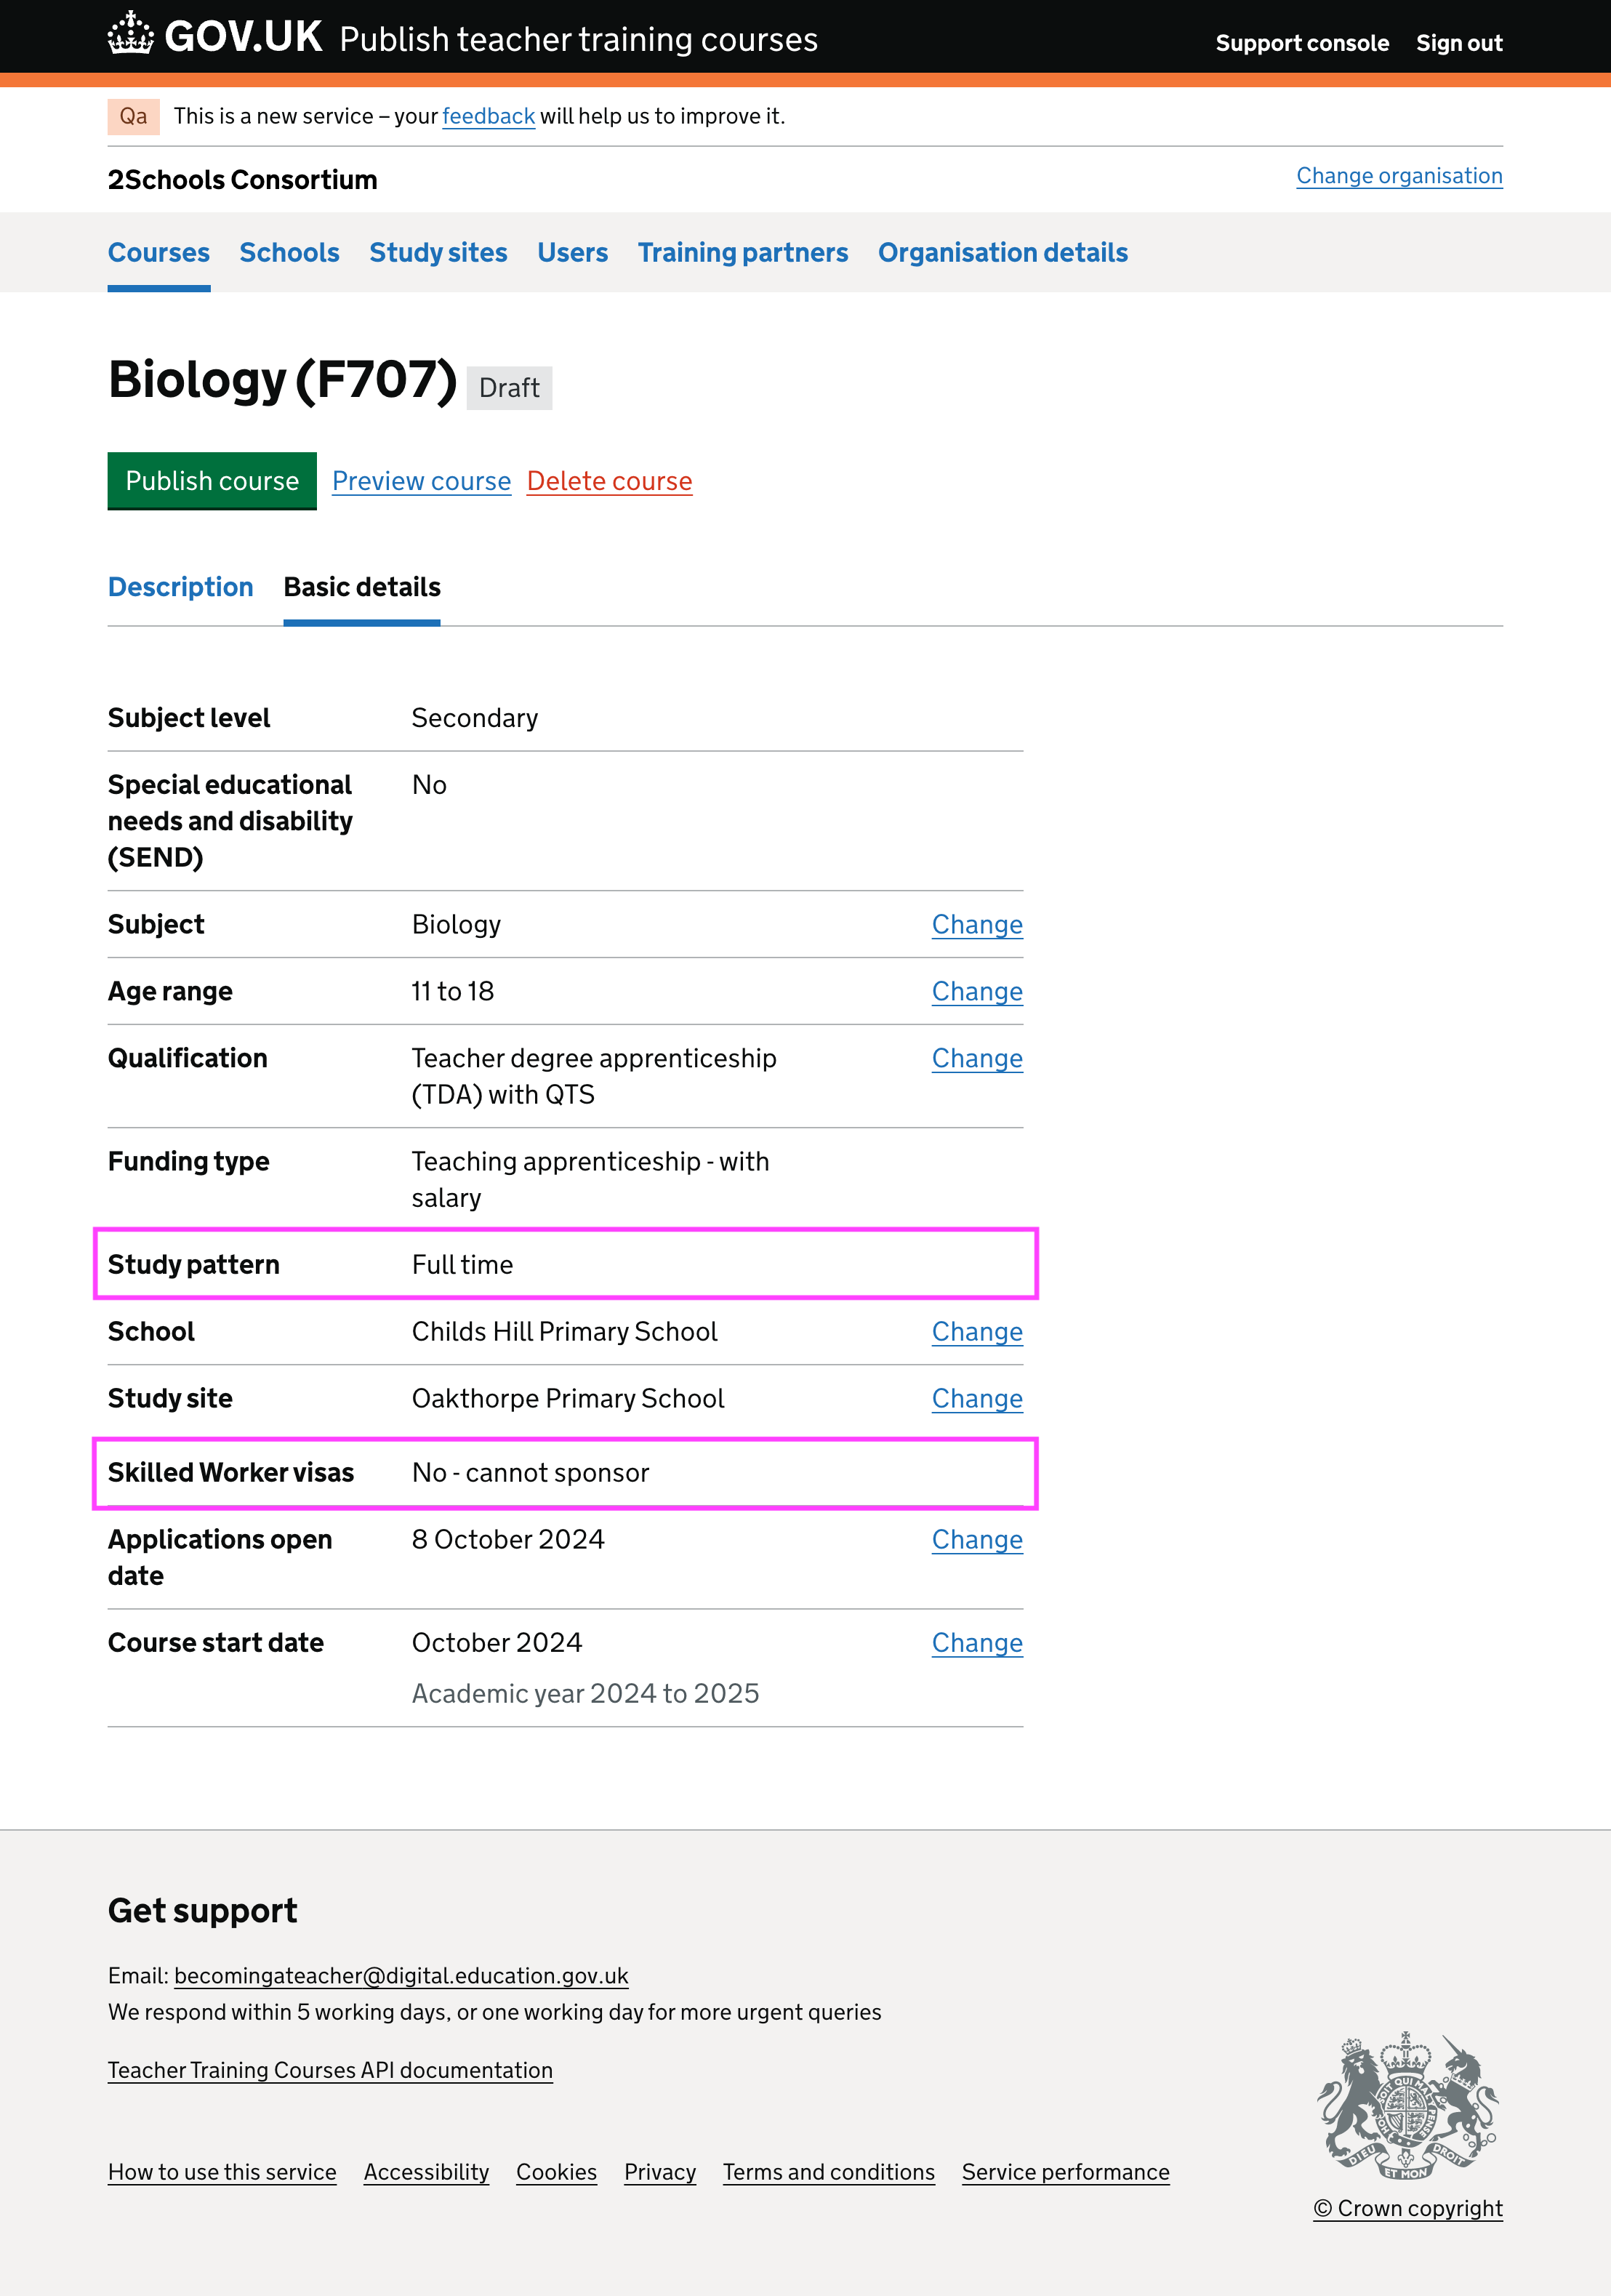 GOV.UK Publish teacher training courses Support console Sign out
Qa This is a new service – your feedback will help us to improve it.
2Schools Consortium Change organisation
Courses Schools Study sites Users Training partners Organisation details
Biology (F707) Draft
Publish course Preview course Delete course
Description Basic details
Subject level Secondary
Special educational No
needs and disability
(SEND)
Subject Biology Change
Age range 11 to 18 Change
Qualification Teacher degree apprenticeship Change
(TDA) with QTS
Funding type Teaching apprenticeship - with
salary
Study pattern Full time
School Childs Hill Primary School Change
Study site Oakthorpe Primary School Change
Skilled Worker visas No - cannot sponsor
Applications open 8 October 2024 Change
date
Course start date October 2024 Change
Academic year 2024 to 2025
Get support
Email: becomingateacher@digital.education.gov.uk
We respond within 5 working days, or one working day for more urgent queries
Teacher Training Courses API documentation
DIEU ET MON DROIT
How to use this service Accessibility Cookies Privacy Terms and conditions Service performance
© Crown copyright